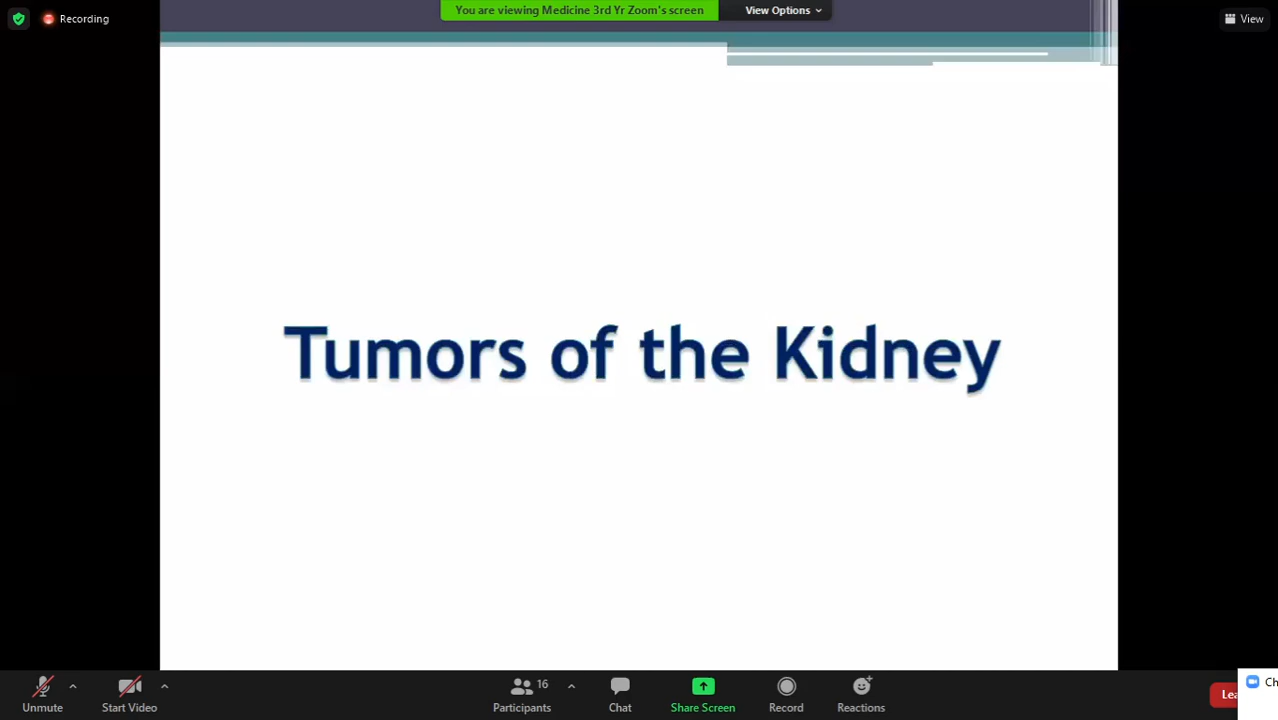 You are viewing Medicine 3rd Yr Zoom's screen
View Options
Recording
View
Tumors of the Kidney
Unmute
Start Video
16
Participants
Chat
Share Screen
Record
Reactions